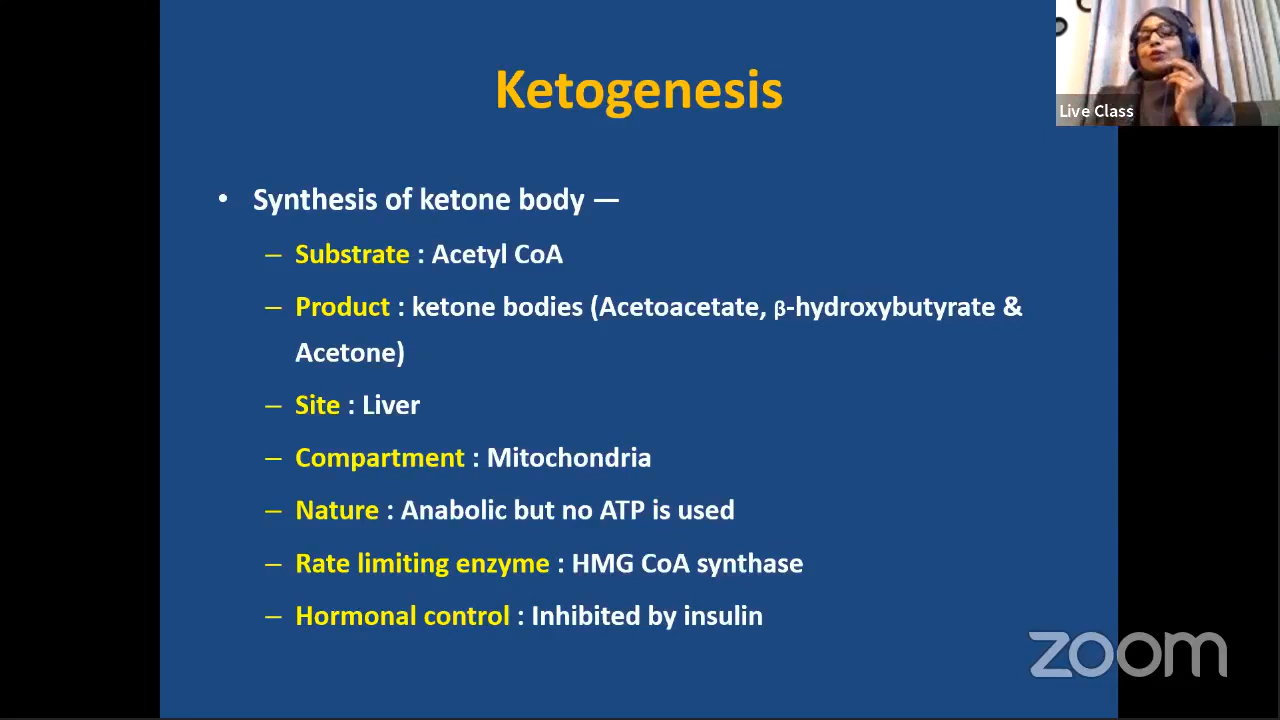 Ketogenesis
Live Class
• Synthesis of ketone body —
– Substrate : Acetyl CoA
– Product : ketone bodies (Acetoacetate, β-hydroxybutyrate &
Acetone)
– Site : Liver
– Compartment : Mitochondria
– Nature : Anabolic but no ATP is used
– Rate limiting enzyme : HMG CoA synthase
– Hormonal control : Inhibited by insulin
zoom